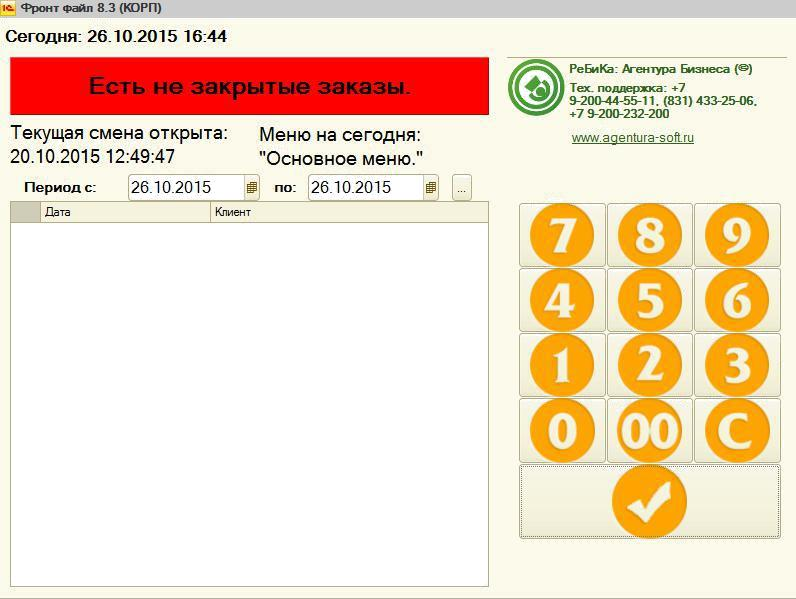 Фронт файл 8.3 (КОРП)
Сегодня: 26.10.2015 16:44
Есть не закрытые заказы.
РеБиКа: Агентура Бизнеса (☏)
Тех. поддержка: +7
9-200-44-55-11, (831) 433-25-06,
+7 9-200-232-200
www.agentura-soft.ru
Текущая смена открыта:
20.10.2015 12:49:47
Меню на сегодня:
"Основное меню."
Период с: 26.10.2015 по: 26.10.2015 ...
Дата Клиент
7 8 9
4 5 6
1 2 3
0 00 C